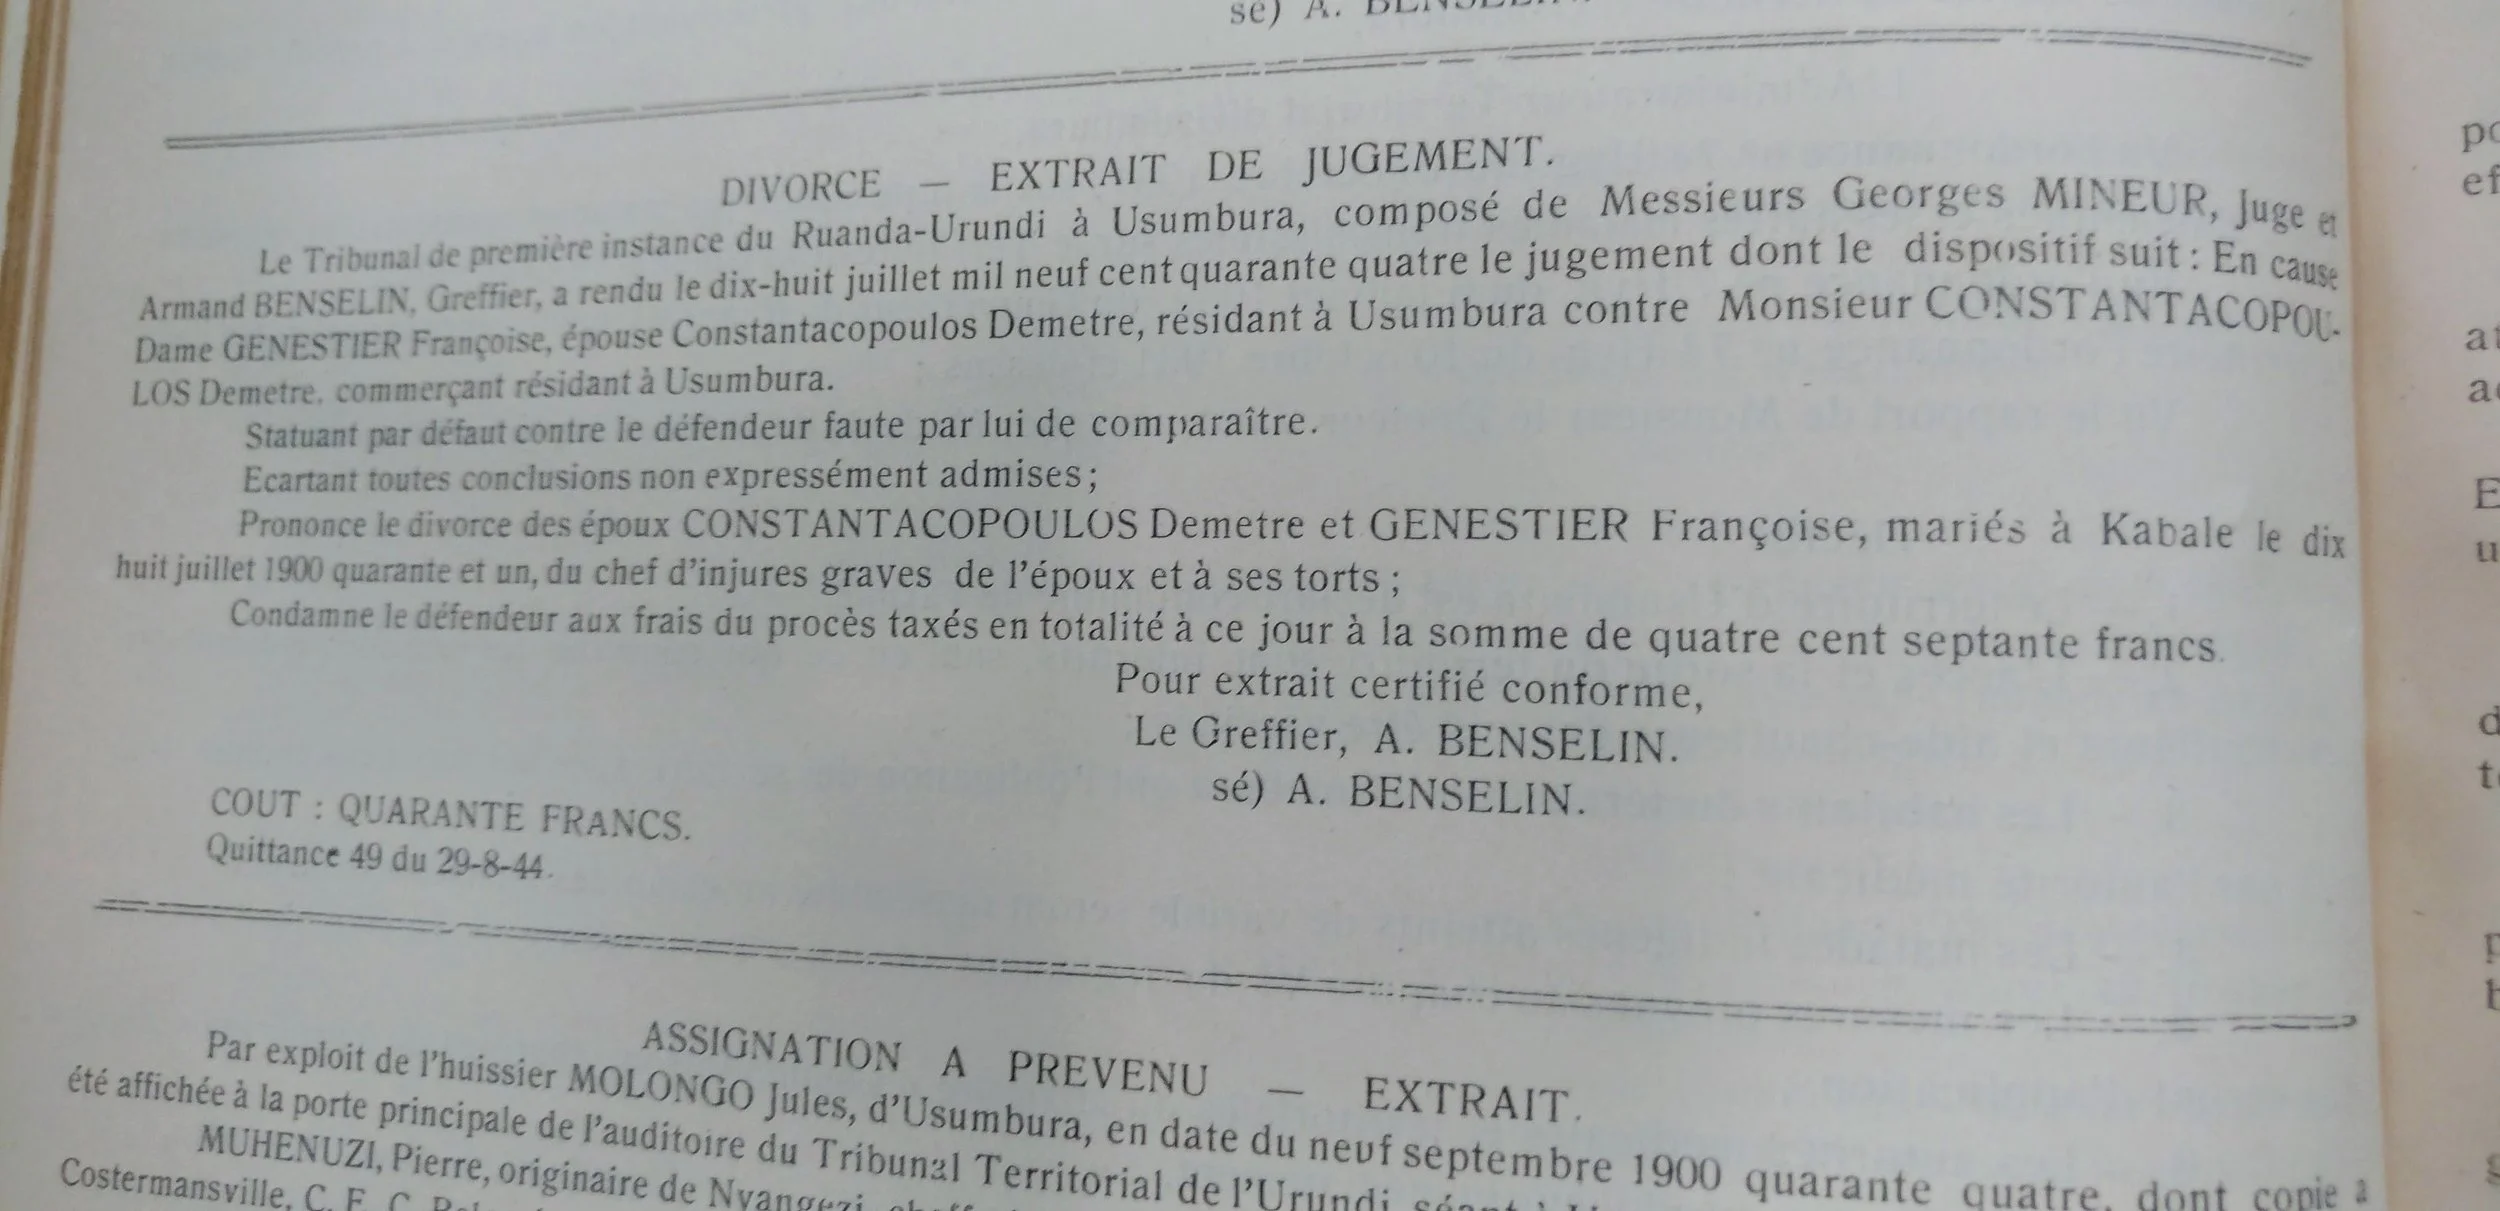 sé) A. BENSELIN.
DIVORCE — EXTRAIT DE JUGEMENT.
Le Tribunal de première instance du Ruanda-Urundi à Usumbura, composé de Messieurs Georges MINEUR, Juge et
Armand BENSELIN, Greffier, a rendu le dix-huit juillet mil neuf cent quarante quatre le jugement dont le dispositif suit : En cause
Dame GENESTIER Françoise, épouse Constantacopoulos Demetre, résidant à Usumbura contre Monsieur CONSTANTACOPOU-
LOS Demetre, commerçant résidant à Usumbura.
Statuant par défaut contre le défendeur faute par lui de comparaître.
Ecartant toutes conclusions non expressément admises ;
Prononce le divorce des époux CONSTANTACOPOULOS Demetre et GENESTIER Françoise, mariés à Kabale le dix
huit juillet 1900 quarante et un, du chef d'injures graves de l'époux et à ses torts ;
Condamne le défendeur aux frais du procès taxés en totalité à ce jour à la somme de quatre cent septante francs.
Pour extrait certifié conforme,
Le Greffier, A. BENSELIN.
sé) A. BENSELIN.
COUT : QUARANTE FRANCS.
Quittance 49 du 29-8-44.
ASSIGNATION A PREVENU — EXTRAIT.
Par exploit de l'huissier MOLONGO Jules, d'Usumbura, en date du neuf septembre 1900 quarante quatre, dont copie a
été affichée à la porte principale de l'auditoire du Tribunal Territorial de l'Urundi
MUHENUZI, Pierre, originaire de Nyangezi
Costermansville, C. F. C.